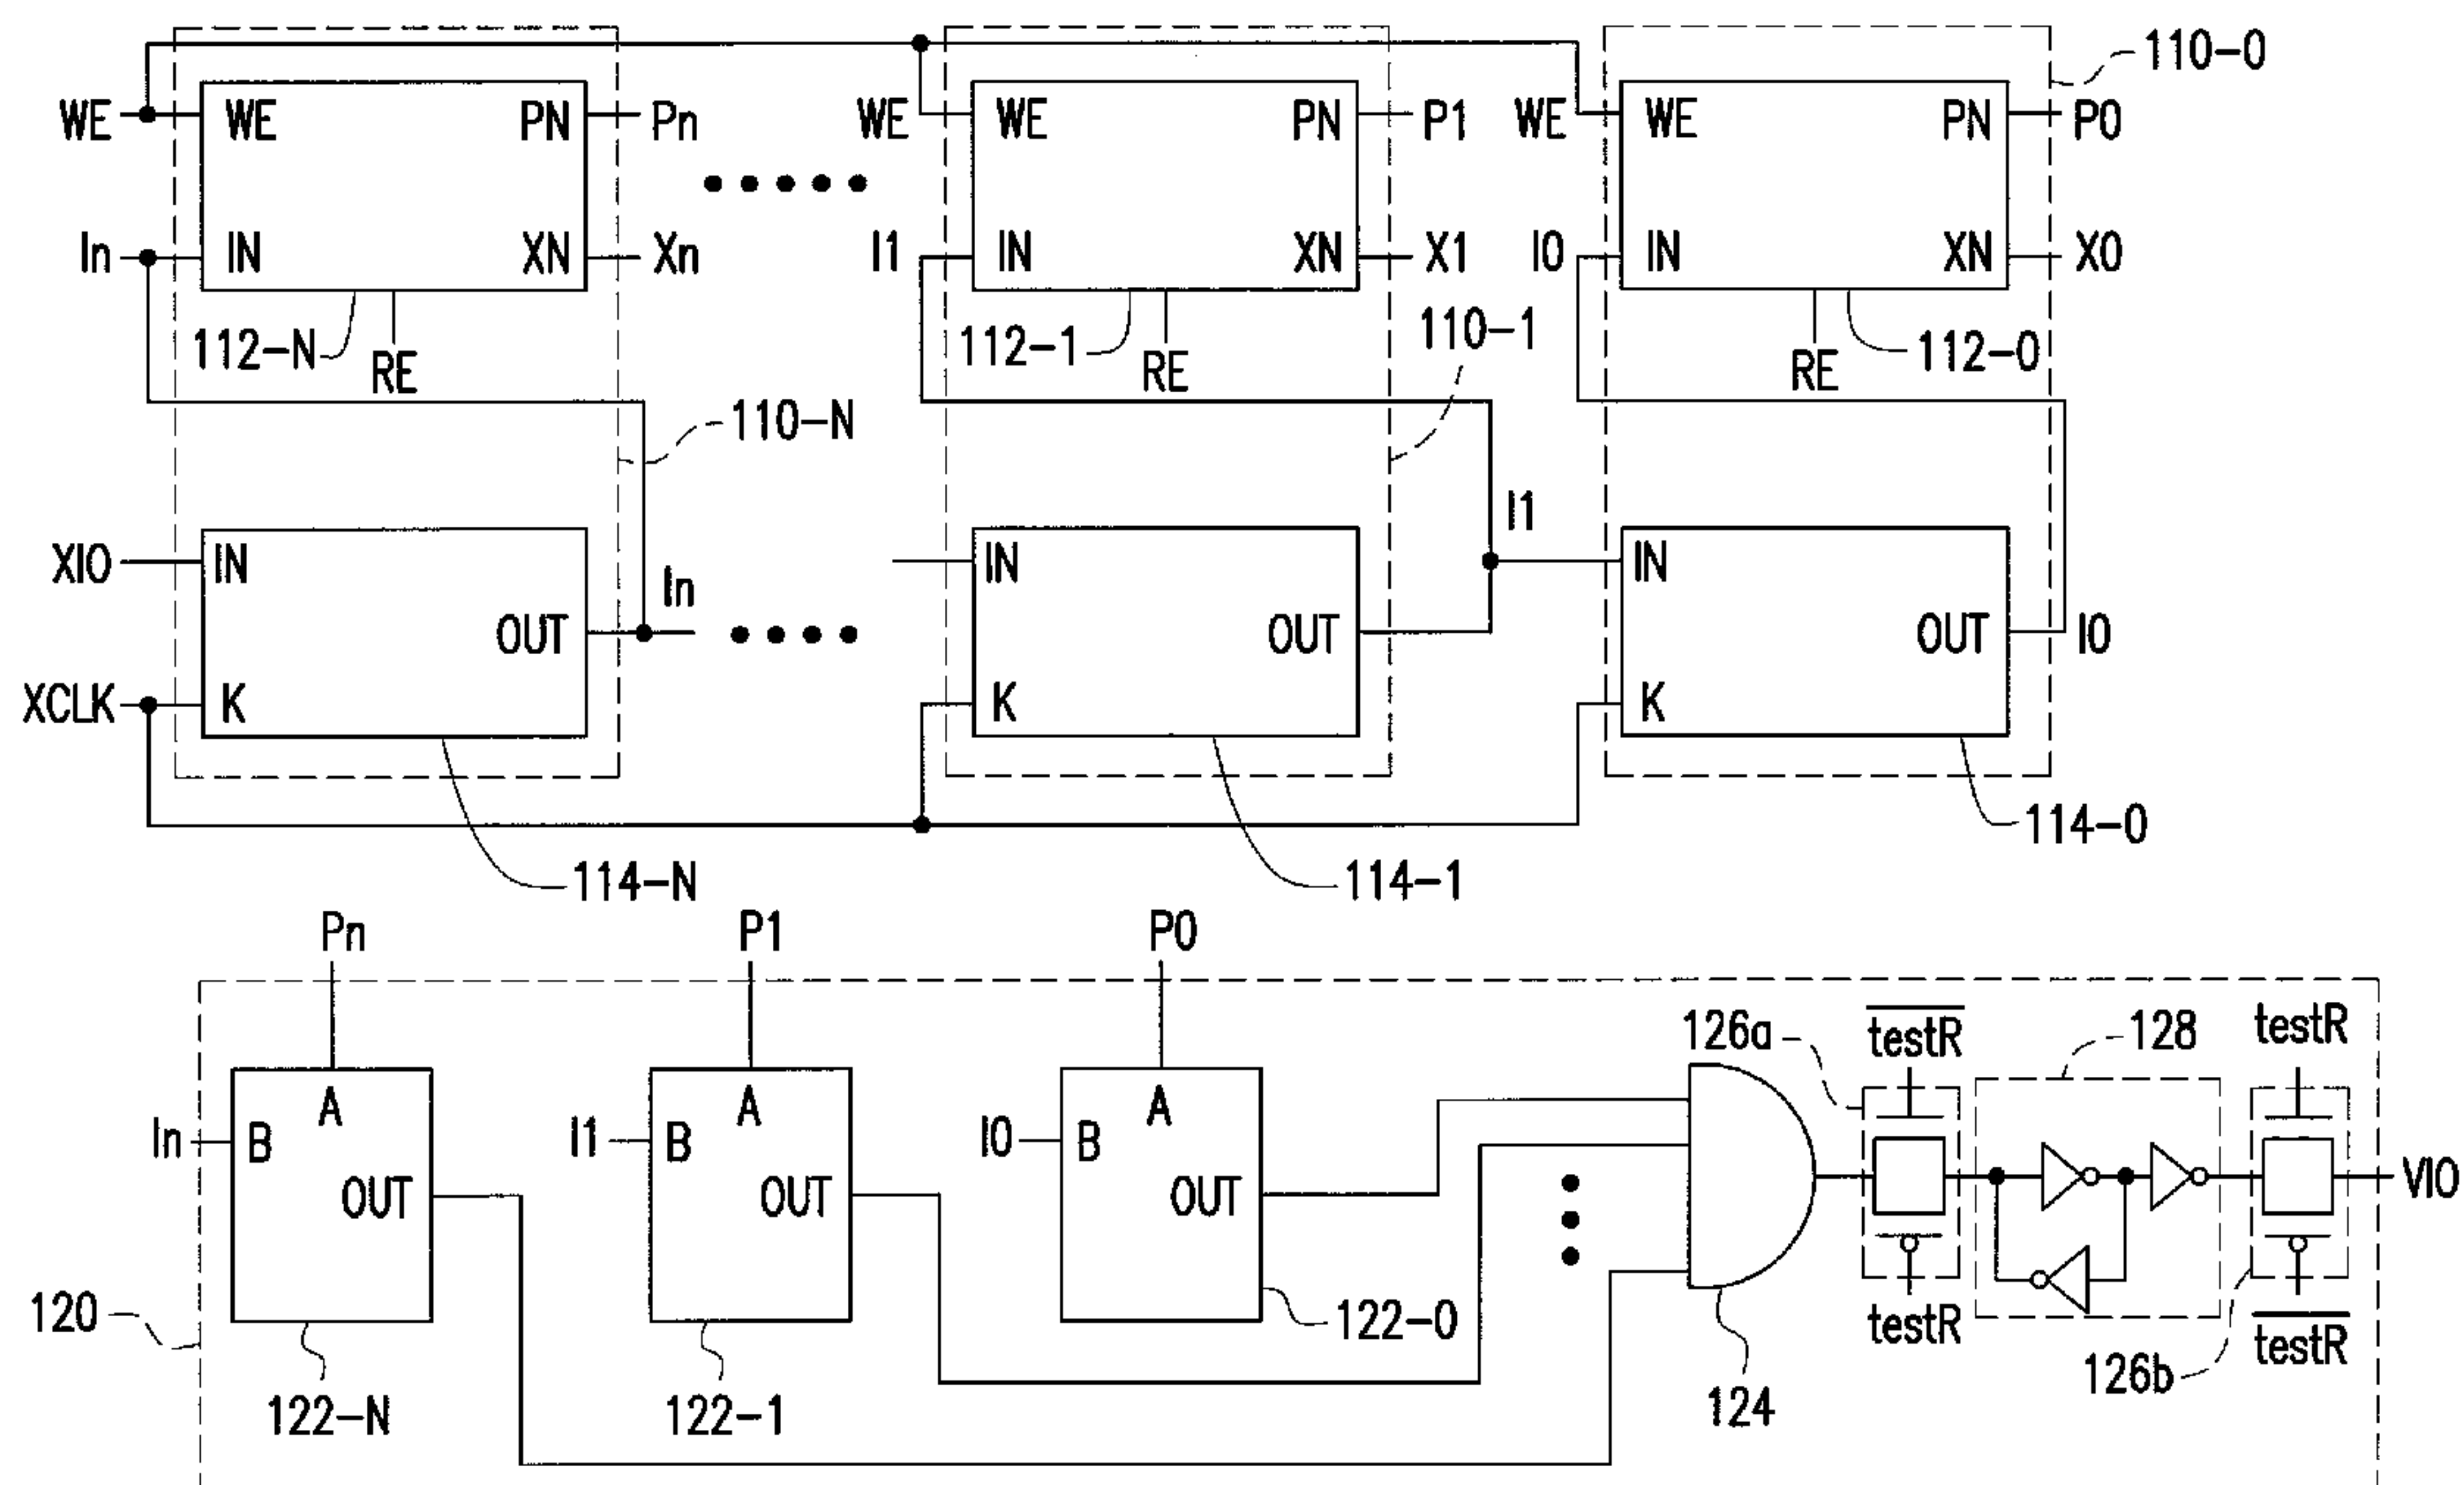 110-0
WE WE PN Pn WE WE PN P1 WE WE PN P0
In IN XN Xn I1 IN XN X1 I0 IN XN X0
112-N RE 112-1 RE 110-1 RE 112-0
110-N
I1
XIO IN In IN IN
OUT OUT OUT I0
XCLK K K K
114-0
114-N 114-1
Pn P1 P0
126a testR 128 testR
A A A
In B I1 B I0 B
OUT OUT OUT VIO
120 122-0 testR testR
126b
122-N 122-1 124